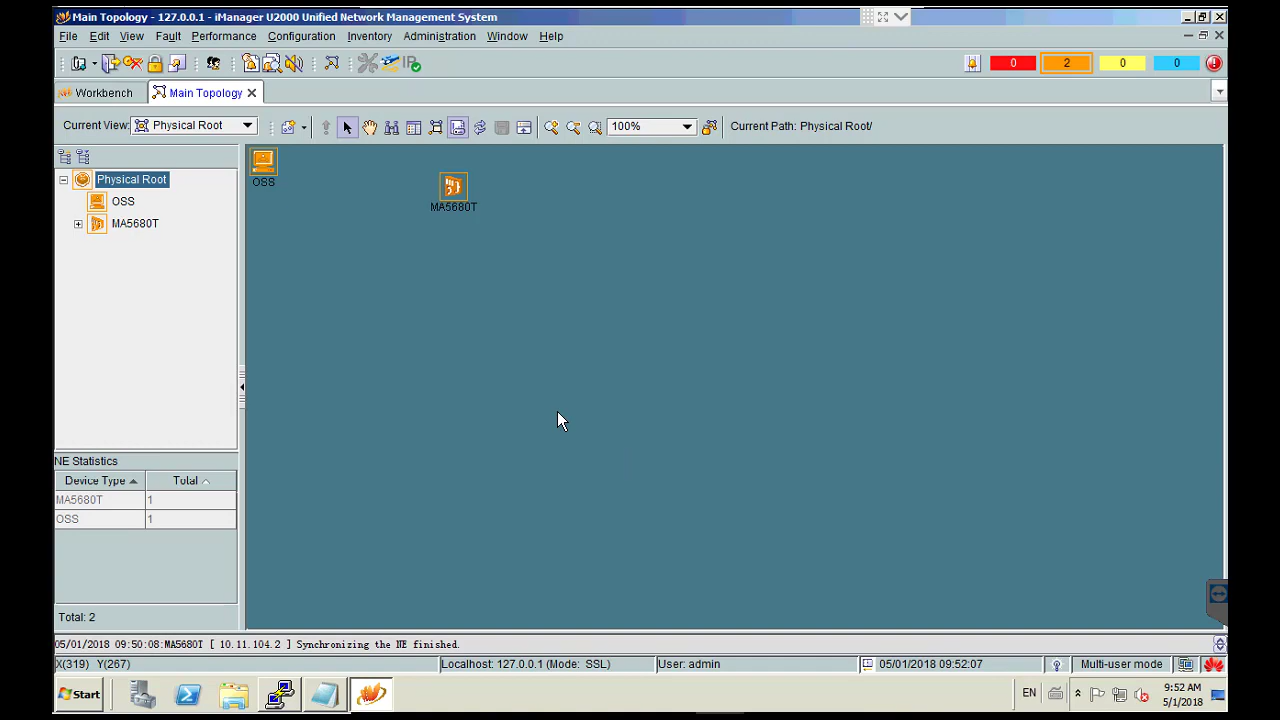 Main Topology - 127.0.0.1 - iManager U2000 Unified Network Management System
File Edit View Fault Performance Configuration Inventory Administration Window Help
IP
0 2 0 0
Workbench Main Topology
Current View: Physical Root 100% Current Path: Physical Root/
Physical Root
OSS
MA5680T
OSS
MA5680T
NE Statistics
Device Type Total
MA5680T 1
OSS 1
Total: 2
05/01/2018 09:50:08:MA5680T [ 10.11.104.2 ] Synchronizing the NE finished.
X(319) Y(267) Localhost: 127.0.0.1 (Mode: SSL) User: admin 05/01/2018 09:52:07 Multi-user mode
Start EN 9:52 AM
5/1/2018